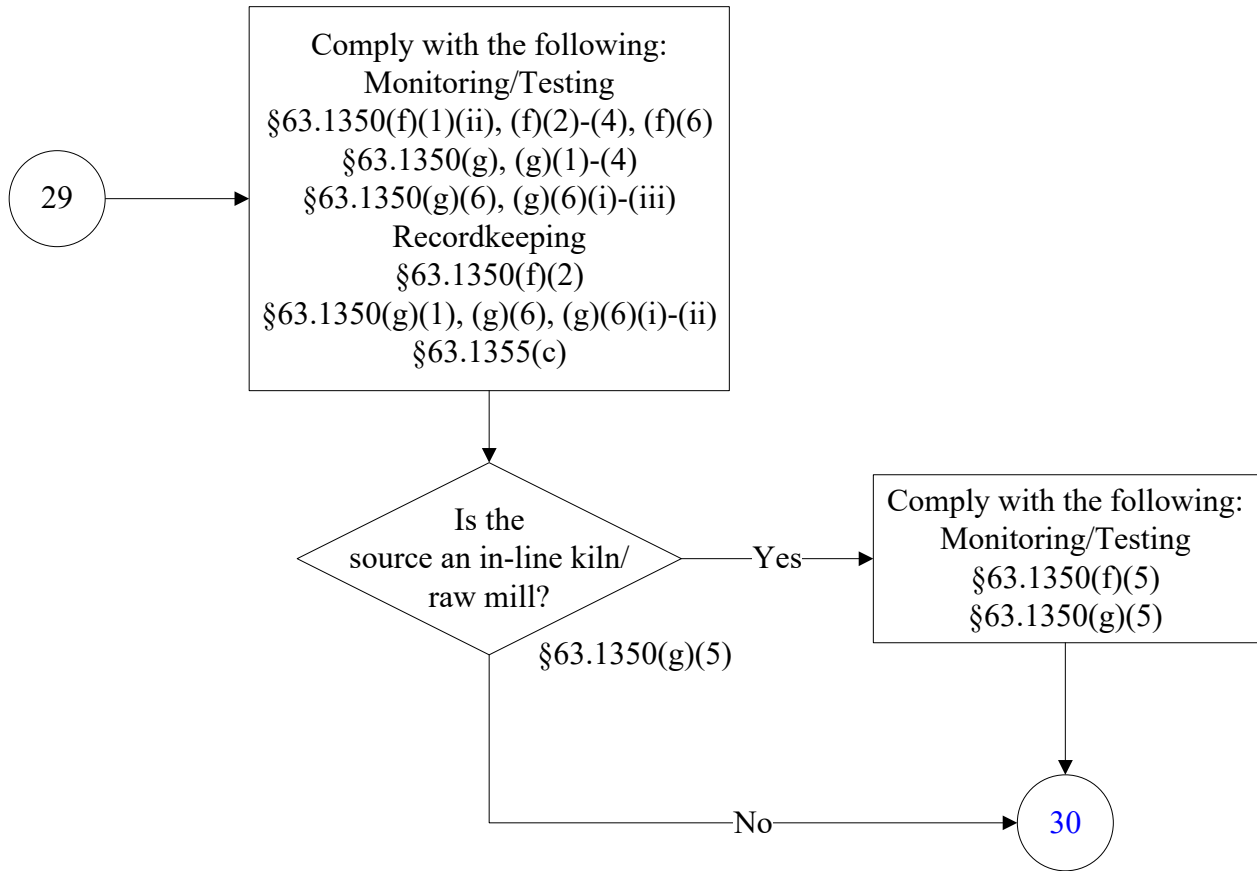 29
Comply with the following:
Monitoring/Testing
§63.1350(f)(1)(ii), (f)(2)-(4), (f)(6)
§63.1350(g), (g)(1)-(4)
§63.1350(g)(6), (g)(6)(i)-(iii)
Recordkeeping
§63.1350(f)(2)
§63.1350(g)(1), (g)(6), (g)(6)(i)-(ii)
§63.1355(c)
Is the
source an in-line kiln/
raw mill?
§63.1350(g)(5)
Yes
Comply with the following:
Monitoring/Testing
§63.1350(f)(5)
§63.1350(g)(5)
No
30